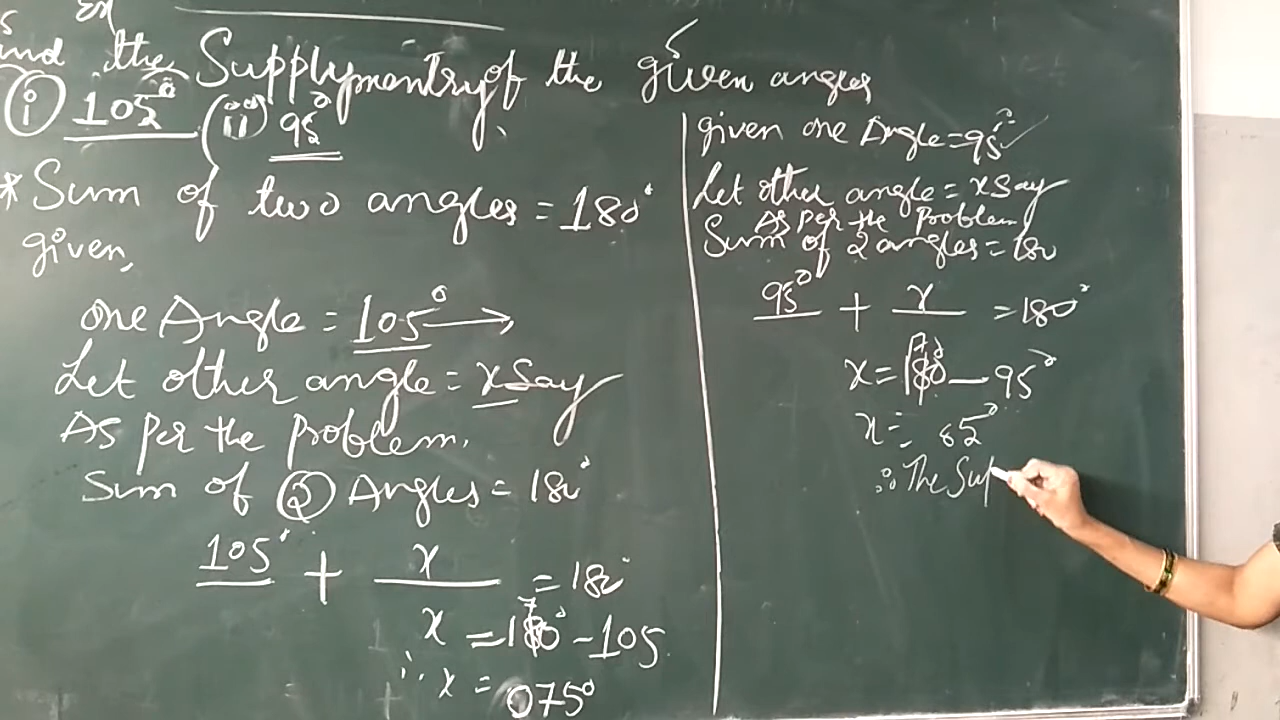 Ex
find the Supplymentry of the given angles
(i) 105° (ii) 95°
* Sum of two angles = 180°
given,
one Angle = 105° →
Let other angle = x Say
As Per the Problem.
Sum of 2 Angles = 180°
105° + x = 180°
x = 180° - 105
∴ x = 075°
given one Angle = 95° ✓
Let other angle = x Say
As Per the Problem
Sum of 2 angles = 180
95° + x = 180°
x = 180 - 95°
x = 85°
∴ The Sup